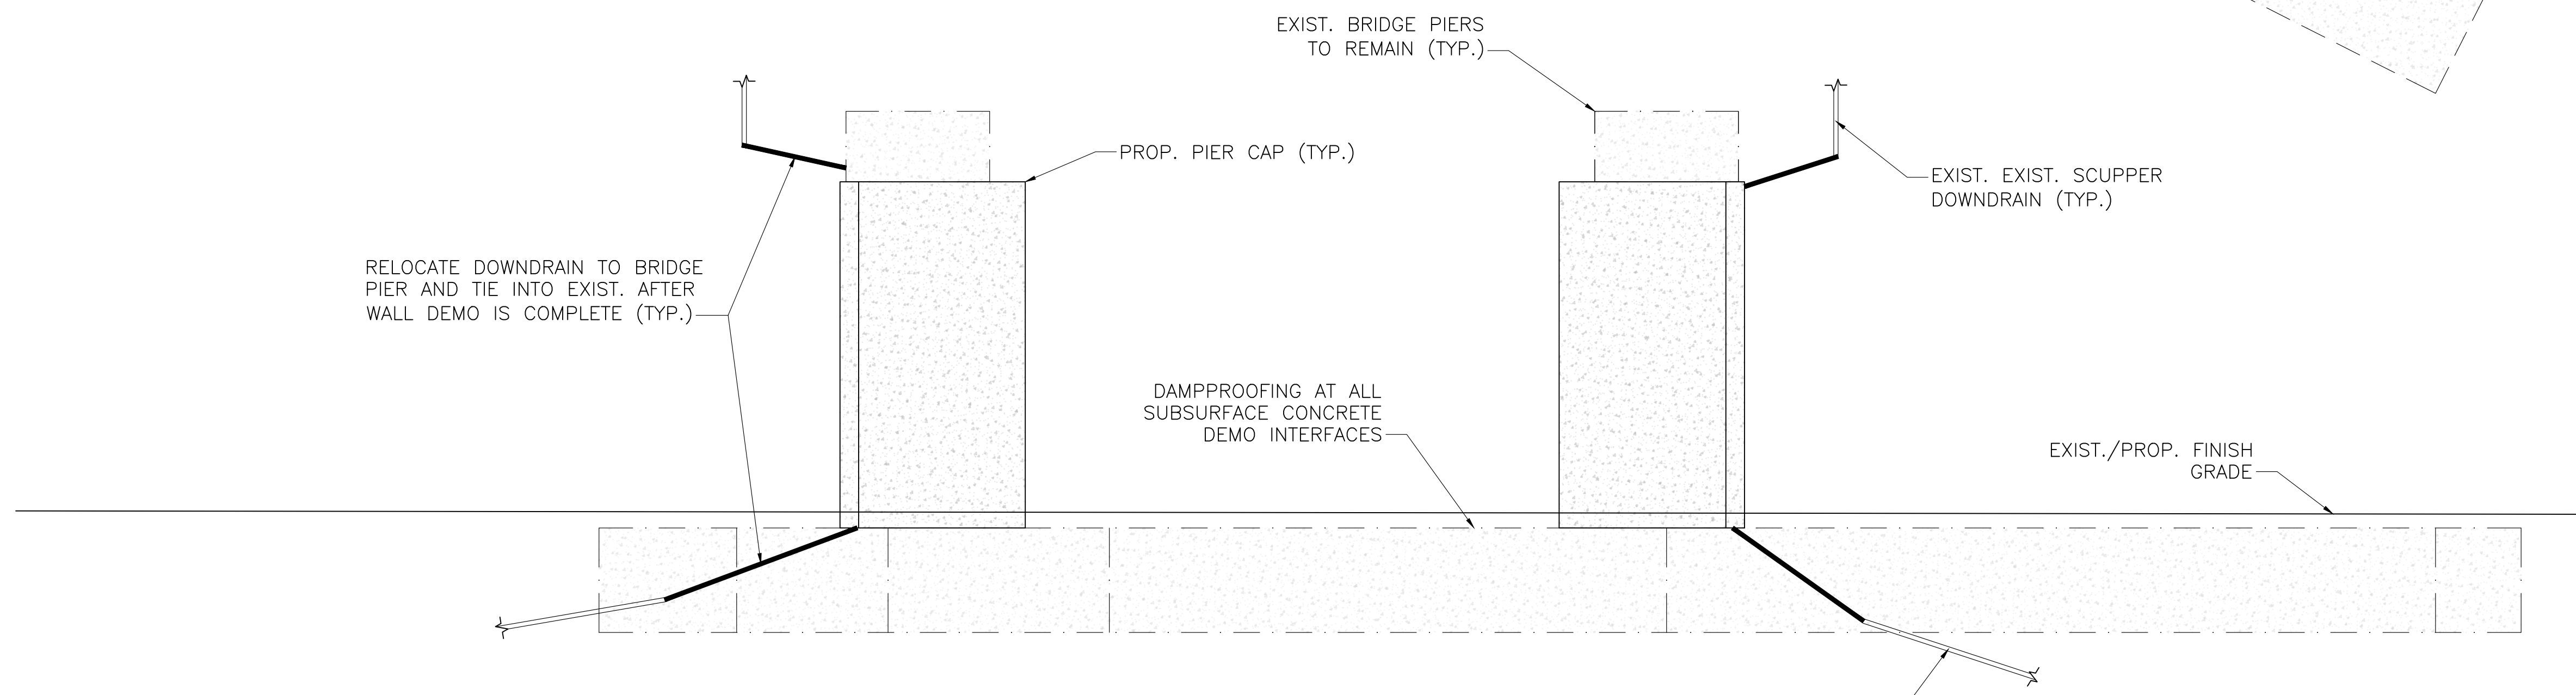 EXIST. BRIDGE PIERS
TO REMAIN (TYP.)
PROP. PIER CAP (TYP.)
EXIST. EXIST. SCUPPER
DOWNDRAIN (TYP.)
RELOCATE DOWNDRAIN TO BRIDGE
PIER AND TIE INTO EXIST. AFTER
WALL DEMO IS COMPLETE (TYP.)
DAMPPROOFING AT ALL
SUBSURFACE CONCRETE
DEMO INTERFACES
EXIST./PROP. FINISH
GRADE